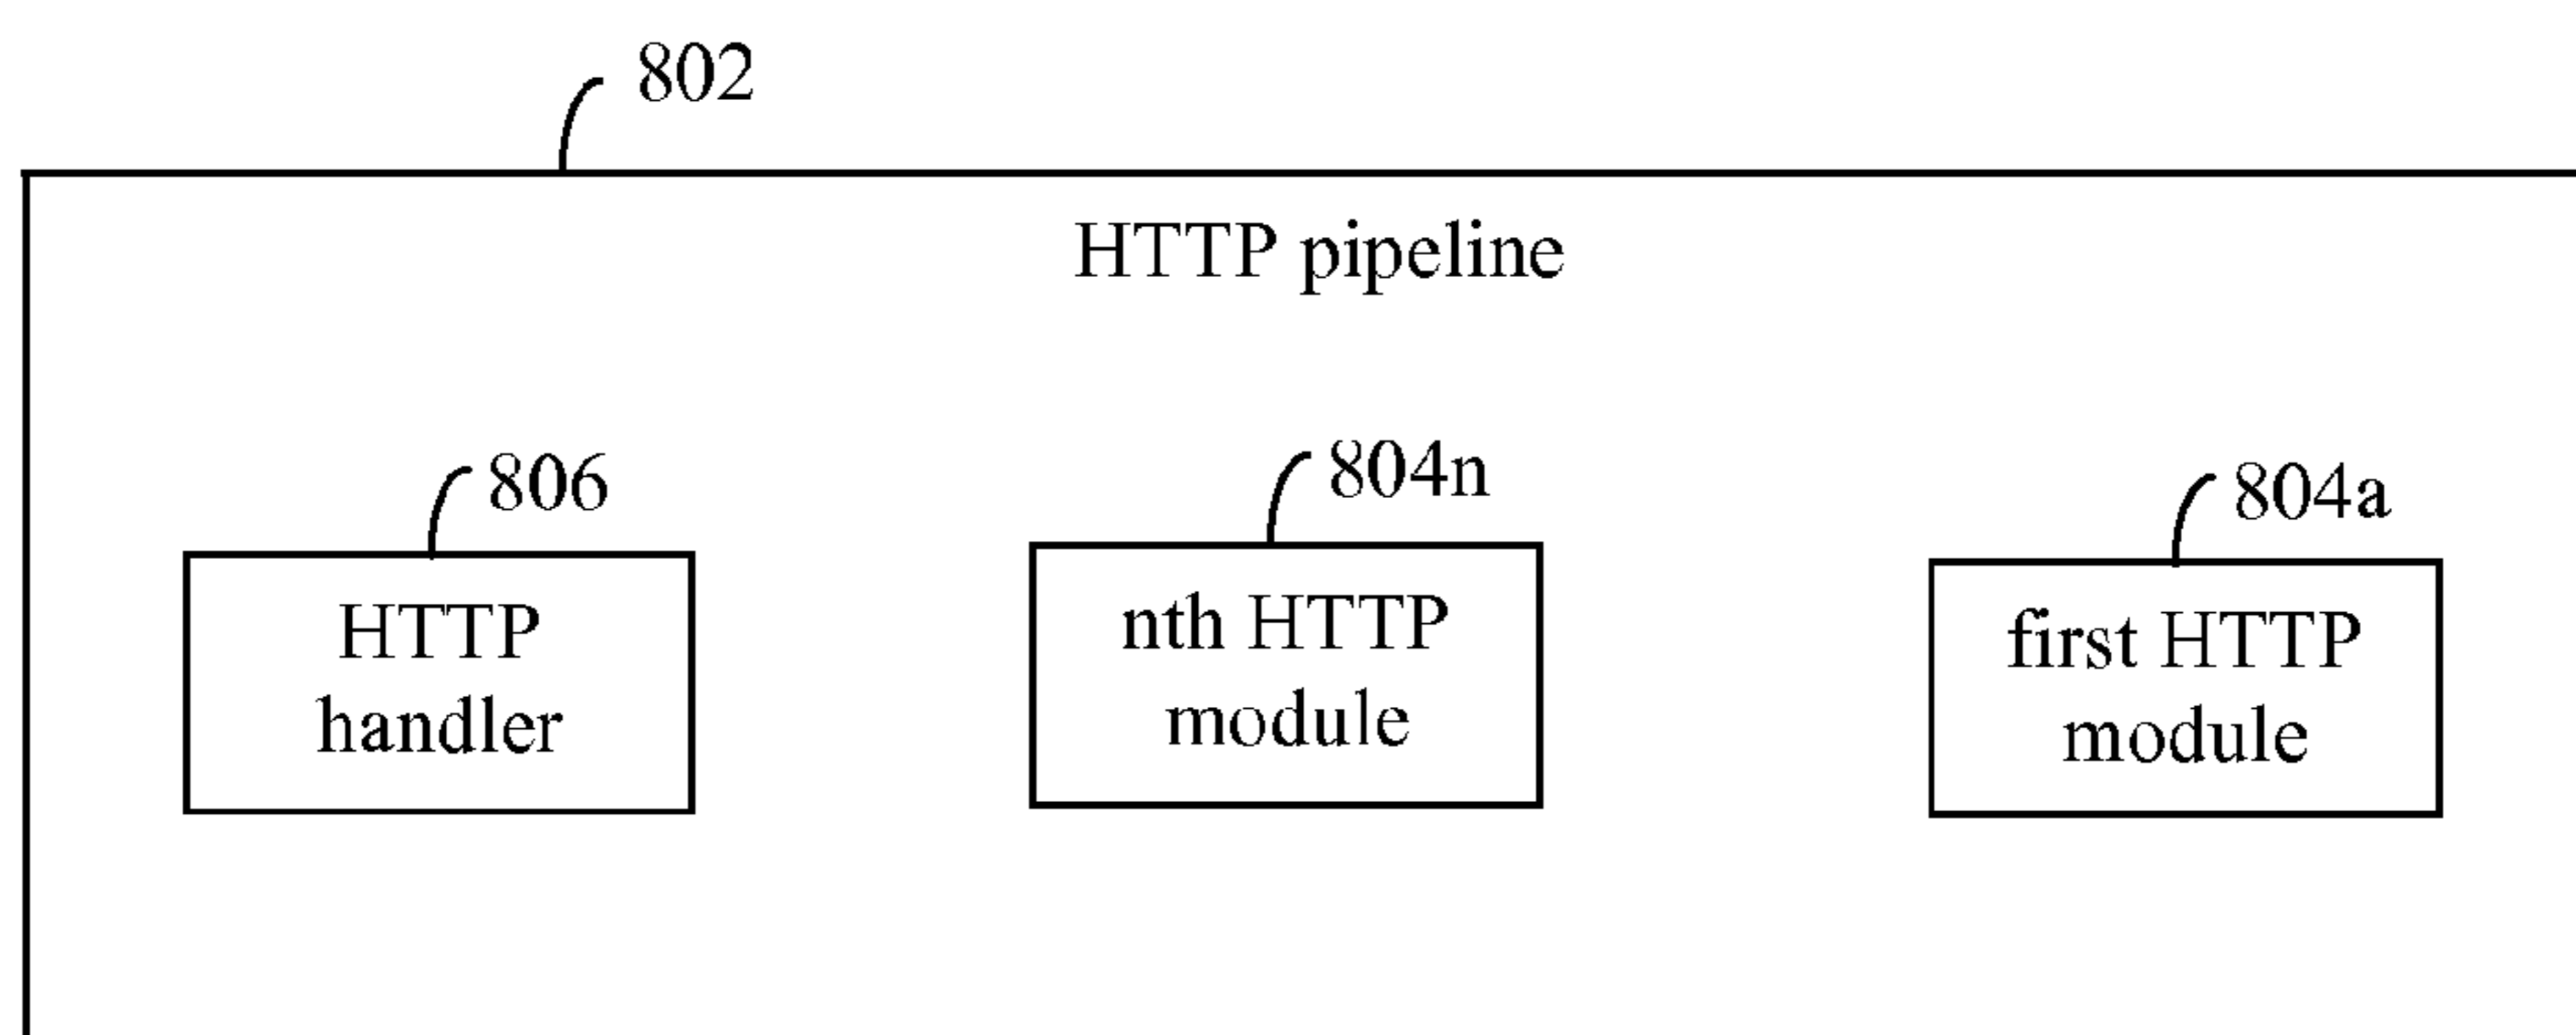 802
HTTP pipeline
806
804n
804a
HTTP
handler
nth HTTP
module
first HTTP
module